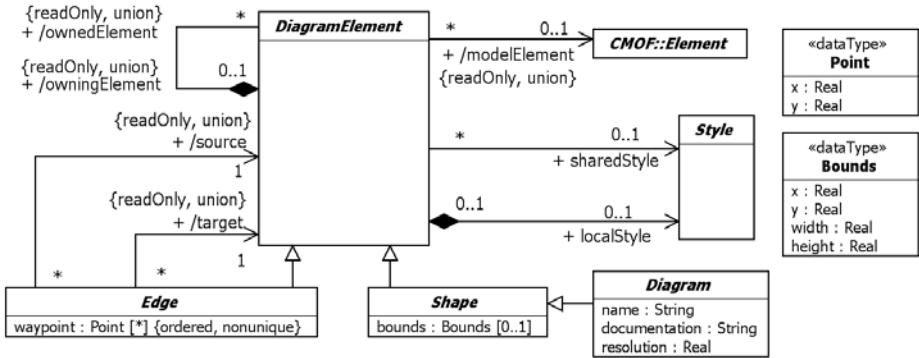 {readOnly, union}
+ /ownedElement
*
{readOnly, union}
+ /owningElement
0..1
DiagramElement
*
0..1
+ /modelElement
{readOnly, union}
CMOF::Element
«dataType»
Point
x : Real
y : Real
{readOnly, union}
+ /source
1
*
0..1
+ sharedStyle
Style
«dataType»
Bounds
x : Real
y : Real
width : Real
height : Real
{readOnly, union}
+ /target
1
0..1
0..1
+ localStyle
*
*
Edge
waypoint : Point [*] {ordered, nonunique}
Shape
bounds : Bounds [0..1]
Diagram
name : String
documentation : String
resolution : Real